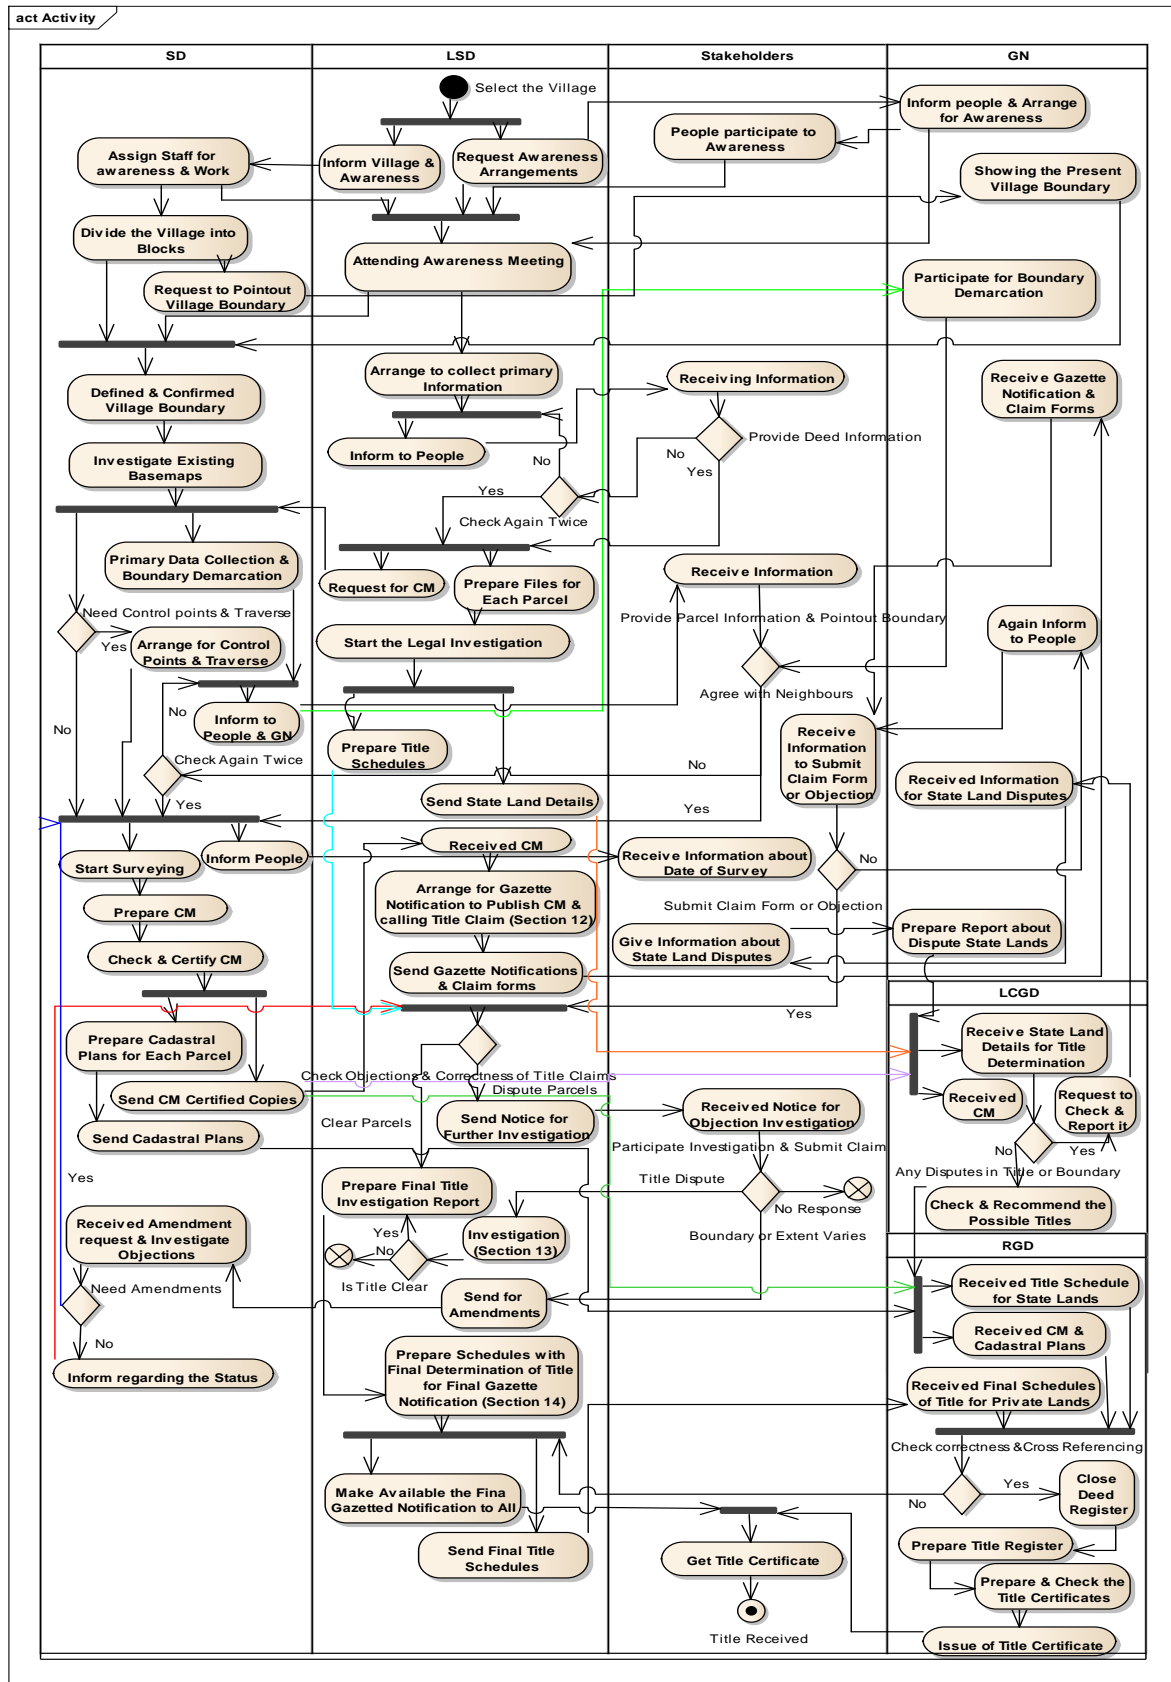 act Activity
SD
LSD
Stakeholders
GN
Select the Village
Inform people & Arrange
for Awareness
People participate to
Awareness
Assign Staff for
awareness & Work
Inform Village &
Awareness
Request Awareness
Arrangements
Showing the Present
Village Boundary
Divide the Village into
Blocks
Attending Awareness Meeting
Request to Pointout
Village Boundary
Participate for Boundary
Demarcation
Arrange to collect primary
Information
Receiving Information
Receive Gazette
Notification &
Claim Forms
Defined & Confirmed
Village Boundary
Inform to People
Provide Deed Information
No
No
Yes
Investigate Existing
Basemaps
Yes
Check Again Twice
Primary Data Collection &
Boundary Demarcation
Request for CM
Prepare Files for
Each Parcel
Receive Information
Need Control points & Traverse
Provide Parcel Information & Pointout Boundary
Yes
Arrange for Control
Points & Traverse
Start the Legal Investigation
Again Inform
to People
Agree with Neighbours
No
No
Inform to
People & GN
Prepare Title
Schedules
Receive
Information
to Submit
Claim Form
or Objection
Check Again Twice
No
Received Information
for State Land Disputes
Yes
Send State Land Details
Yes
Start Surveying
Inform People
Received CM
Receive Information about
Date of Survey
No
Prepare CM
Arrange for Gazette
Notification to Publish CM &
calling Title Claim (Section 12)
Submit Claim Form or Objection
Check & Certify CM
Give Information about
State Land Disputes
Prepare Report about
Dispute State Lands
Send Gazette Notifications
& Claim forms
LCGD
Yes
Prepare Cadastral
Plans for Each Parcel
Receive State Land
Details for Title
Determination
Check Objections & Correctness of Title Claims
Dispute Parcels
Send CM Certified Copies
Received
CM
Request to
Check &
Report it
Clear Parcels
Send Notice for
Further Investigation
Received Notice for
Objection Investigation
Send Cadastral Plans
Participate Investigation & Submit Claim
No
Yes
Yes
Any Disputes in Title or Boundary
Prepare Final Title
Investigation Report
Title Dispute
No Response
Check & Recommend the
Possible Titles
Received Amendment
request & Investigate
Objections
Yes
No
Investigation
(Section 13)
Boundary or Extent Varies
RGD
Need Amendments
Is Title Clear
Send for
Amendments
Received Title Schedule
for State Lands
No
Received CM &
Cadastral Plans
Inform regarding the Status
Prepare Schedules with
Final Determination of Title
for Final Gazette
Notification (Section 14)
Received Final Schedules
of Title for Private Lands
Check correctness &Cross Referencing
Make Available the Fina
Gazetted Notification to All
No
Yes
Close
Deed
Register
Send Final Title
Schedules
Get Title Certificate
Prepare Title Register
Prepare & Check the
Title Certificates
Title Received
Issue of Title Certificate